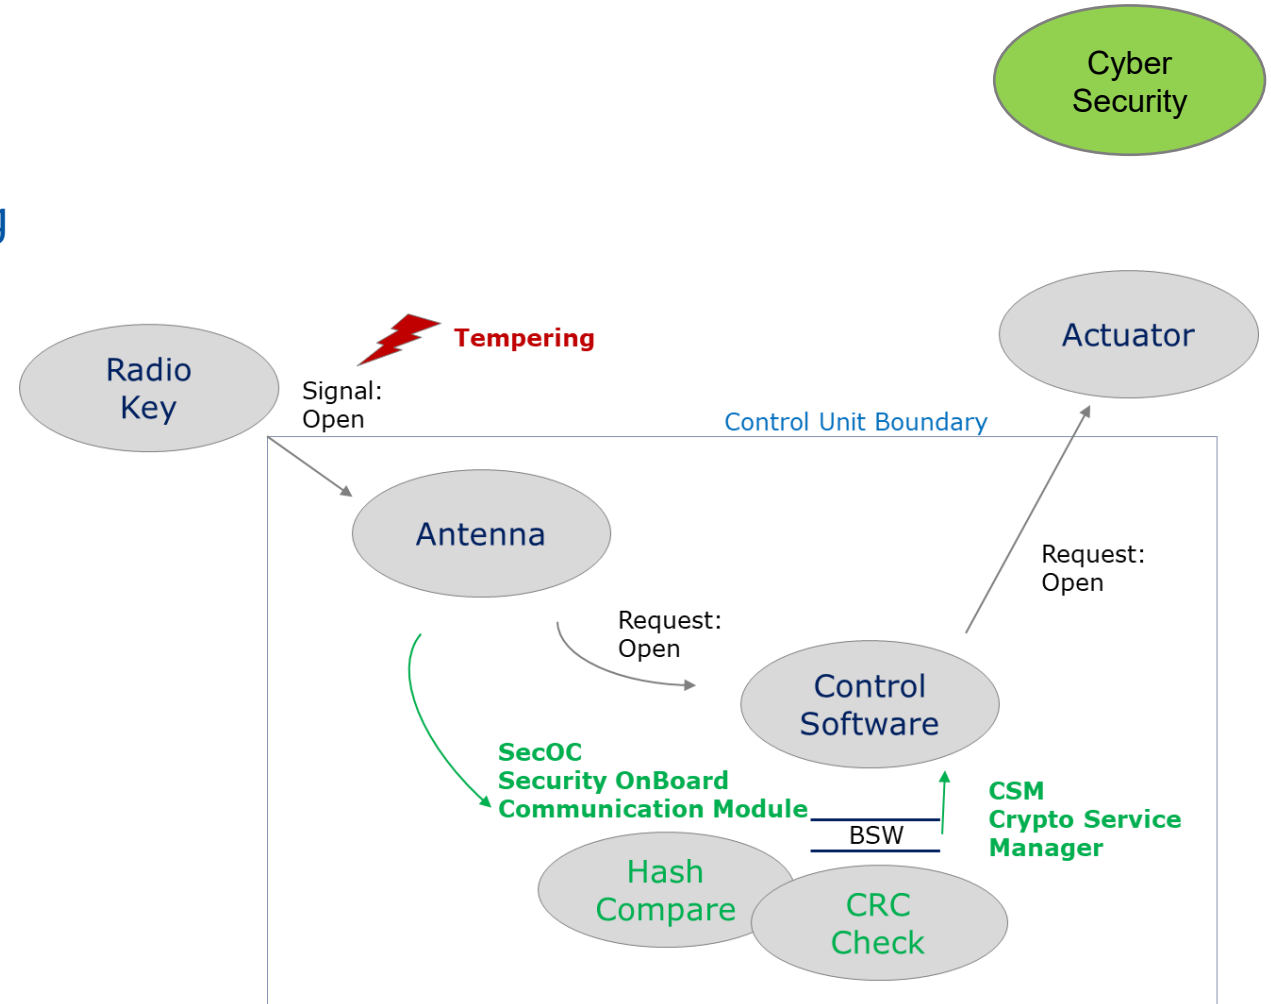 Cyber
Security
g
Radio
Key
Tempering
Signal:
Open
Actuator
Control Unit Boundary
Antenna
Request:
Open
Request:
Open
Control
Software
SecOC
Security OnBoard
Communication Module
BSW
CSM
Crypto Service
Manager
Hash
Compare
CRC
Check